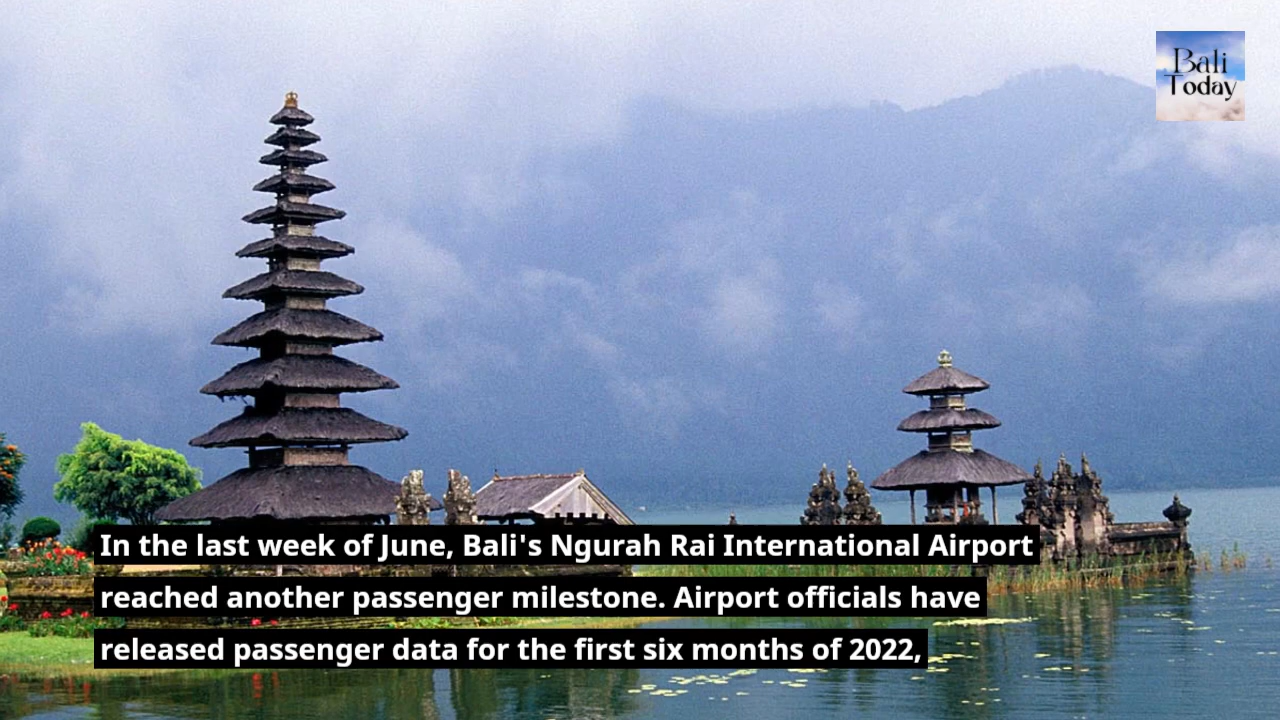 Bali
Today
In the last week of June, Bali's Ngurah Rai International Airport
reached another passenger milestone. Airport officials have
released passenger data for the first six months of 2022,